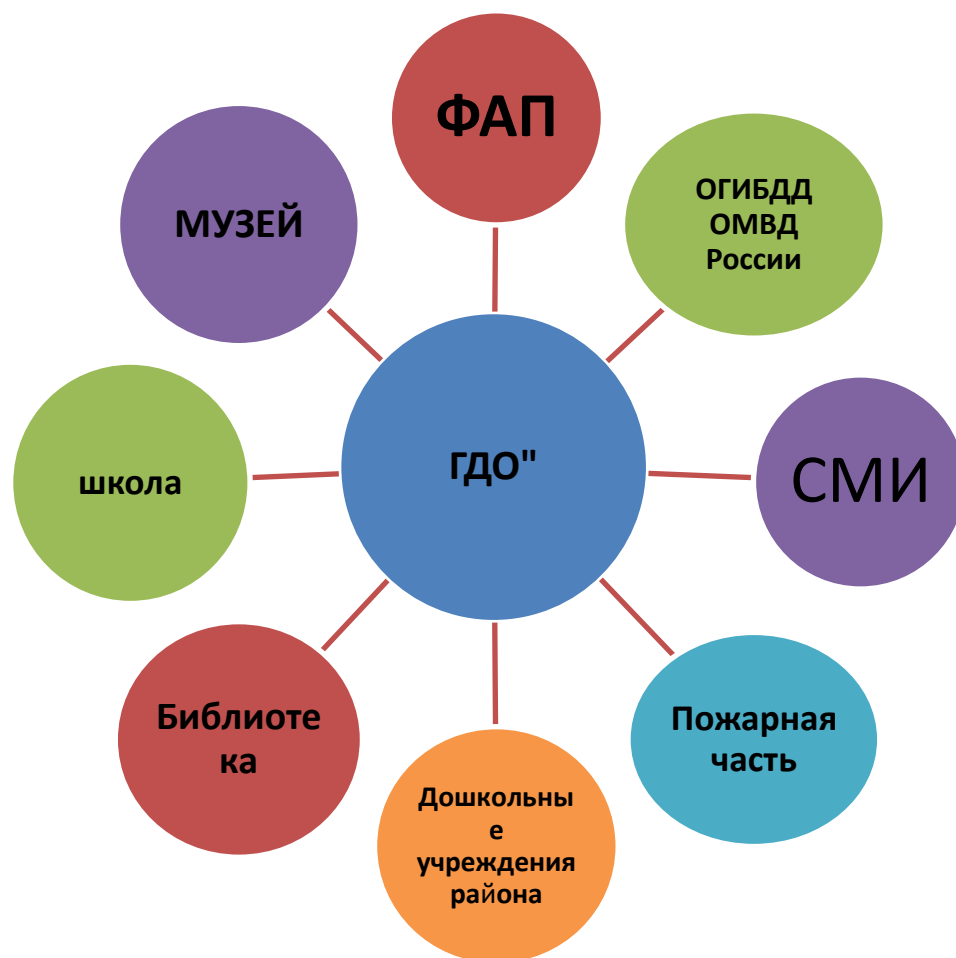 ФАП
ОГИБДД
ОМВД
России
МУЗЕЙ
ГДО"
школа
СМИ
Библиоте
ка
Пожарная
часть
Дошкольны
е
учреждения
района